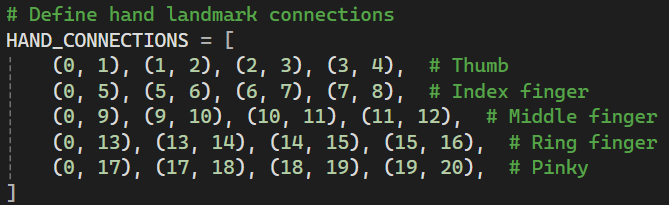 # Define hand landmark connections
HAND_CONNECTIONS = [
    (0, 1), (1, 2), (2, 3), (3, 4),  # Thumb
    (0, 5), (5, 6), (6, 7), (7, 8),  # Index finger
    (0, 9), (9, 10), (10, 11), (11, 12),  # Middle finger
    (0, 13), (13, 14), (14, 15), (15, 16),  # Ring finger
    (0, 17), (17, 18), (18, 19), (19, 20),  # Pinky
]